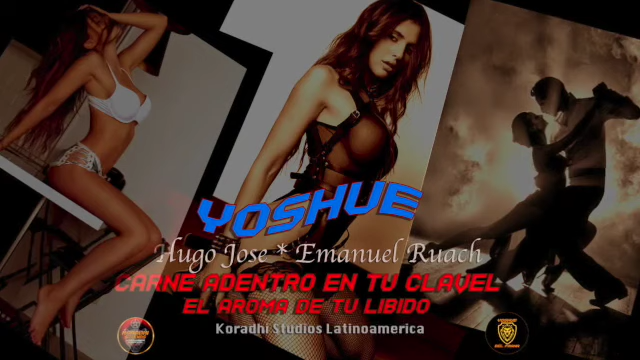 YOSHUE
Hugo Jose * Emanuel Ruach
CARNE ADENTRO EN TU CLAVEL
EL AROMA DE TU LIBIDO
Koradhi Studios Latinoamerica